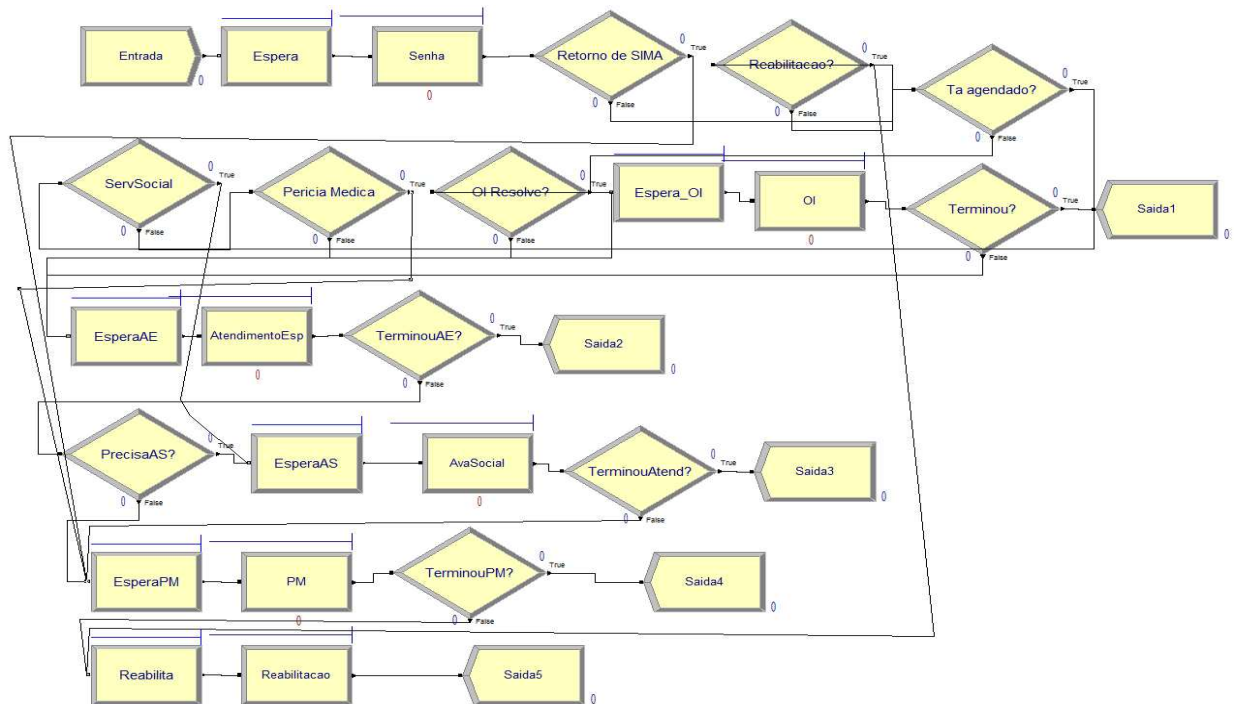 Entrada
0
Espera
Senha
0
Retorno de SIMA
0
True
0
False
Reabilitacao?
0
True
0
False
Ta agendado?
0
True
0
False
ServSocial
0
True
0
False
Pericia Medica
0
True
0
False
OI Resolve?
0
True
0
False
Espera_OI
OI
0
Terminou?
0
True
0
False
Saida1
0
EsperaAE
AtendimentoEsp
0
TerminouAE?
0
True
0
False
Saida2
0
PrecisaAS?
0
True
0
False
EsperaAS
AvaSocial
0
TerminouAtend?
0
True
0
False
Saida3
0
EsperaPM
PM
0
TerminouPM?
0
True
0
False
Saida4
0
Reabilita
Reabilitacao
0
Saida5
0